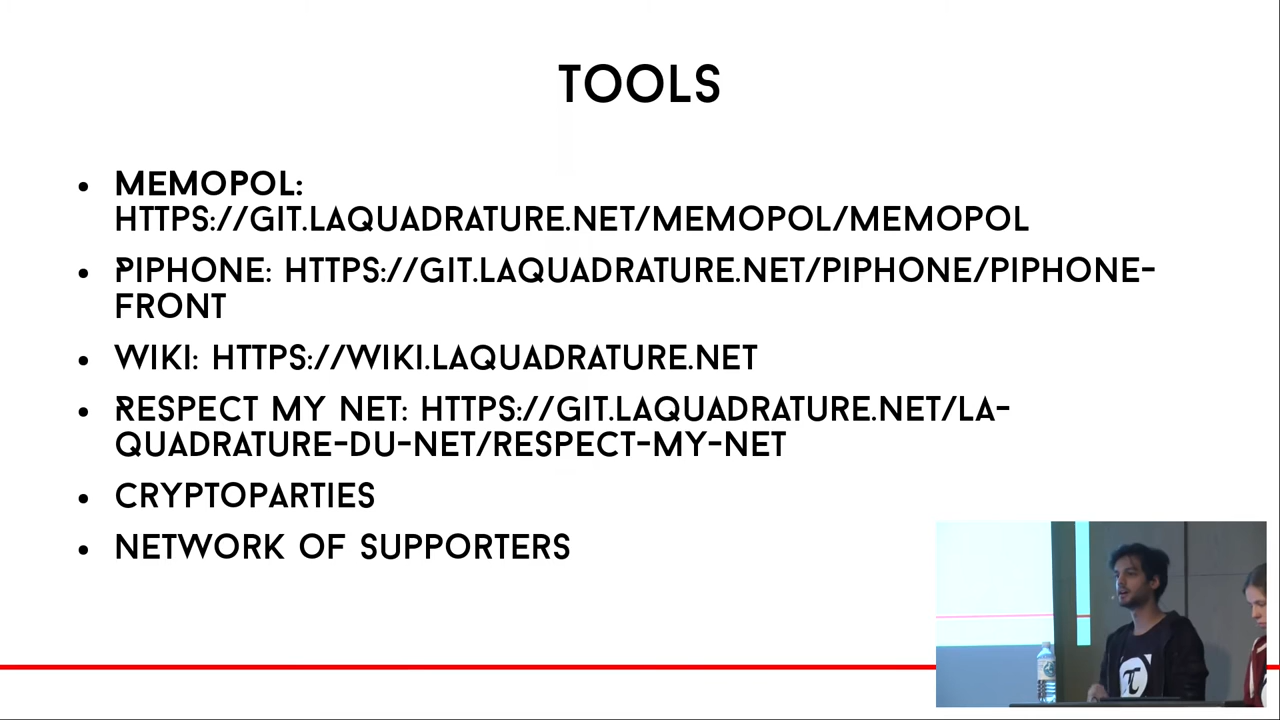 TOOLS
• MEMOPOL:
HTTPS://GIT.LAQUADRATURE.NET/MEMOPOL/MEMOPOL
• PIPHONE: HTTPS://GIT.LAQUADRATURE.NET/PIPHONE/PIPHONE-
FRONT
• WIKI: HTTPS://WIKI.LAQUADRATURE.NET
• RESPECT MY NET: HTTPS://GIT.LAQUADRATURE.NET/LA-
QUADRATURE-DU-NET/RESPECT-MY-NET
• CRYPTOPARTIES
• NETWORK OF SUPPORTERS
π